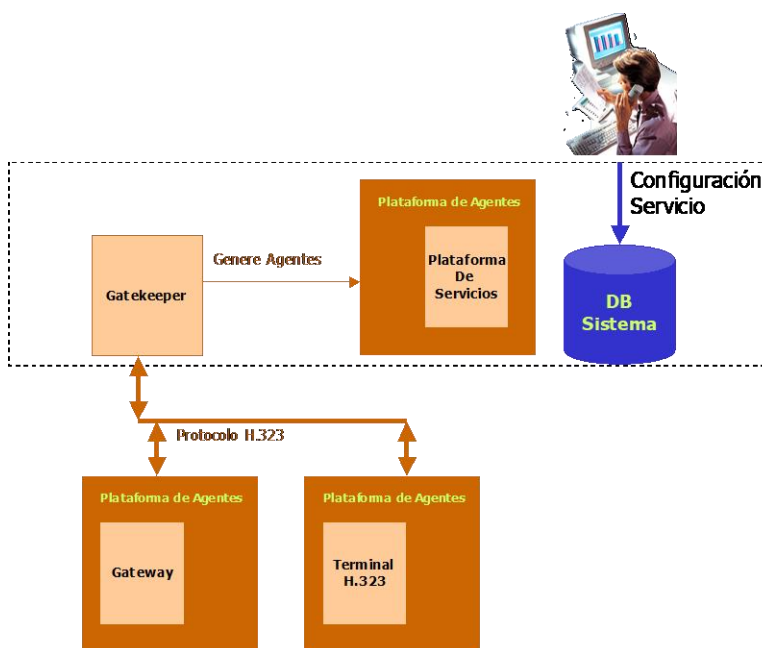 Configuración
Servicio
Plataforma de Agentes
Genere Agentes
Gatekeeper
Plataforma
De
Servicios
DB
Sistema
Protocolo H.323
Plataforma de Agentes
Gateway
Plataforma de Agentes
Terminal
H.323